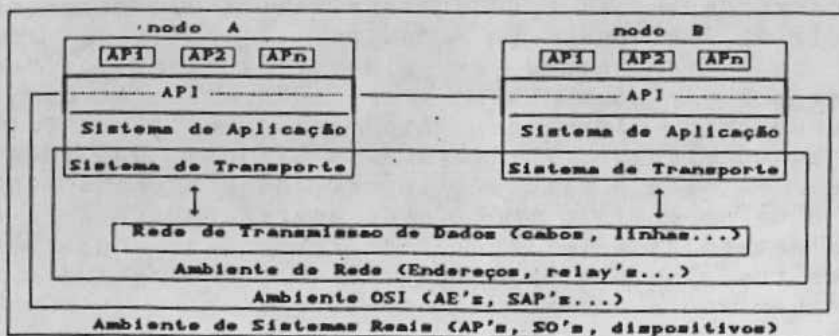 nodo A nodo B
AP1 AP2 APn AP1 AP2 APn
API API
Sistema de Aplicação Sistema de Aplicação
Sistema de Transporte Sistema de Transporte
Rede de Transmissao de Dados (cabos, linhas...)
Ambiente de Rede (Endereços, relay's...)
Ambiente OSI (AE's, SAP's...)
Ambiente de Sistemas Reais (AP's, SO's, dispositivos)